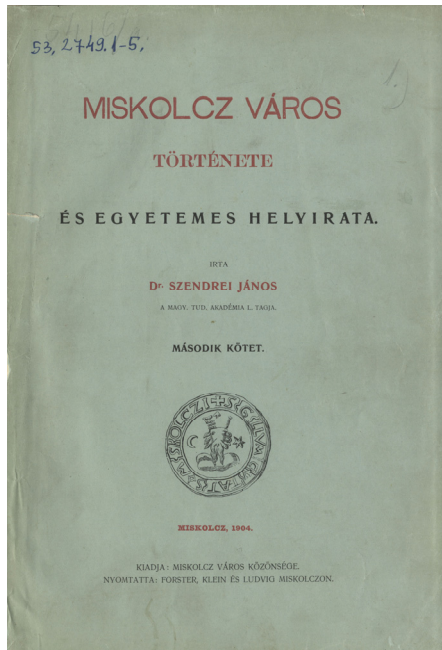 53, 2749.1-5,
MISKOLCZ VÁROS
TÖRTÉNETE
ÉS EGYETEMES HELYIRATA.
IRTA
Dr. SZENDREI JÁNOS
A MAGY. TUD. AKADÉMIA L. TAGJA.
MÁSODIK KÖTET.
MISKOLCZ, 1904.
KIADJA: MISKOLCZ VÁROS KÖZÖNSÉGE.
NYOMTATTA: FORSTER, KLEIN ÉS LUDVIG MISKOLCZON.